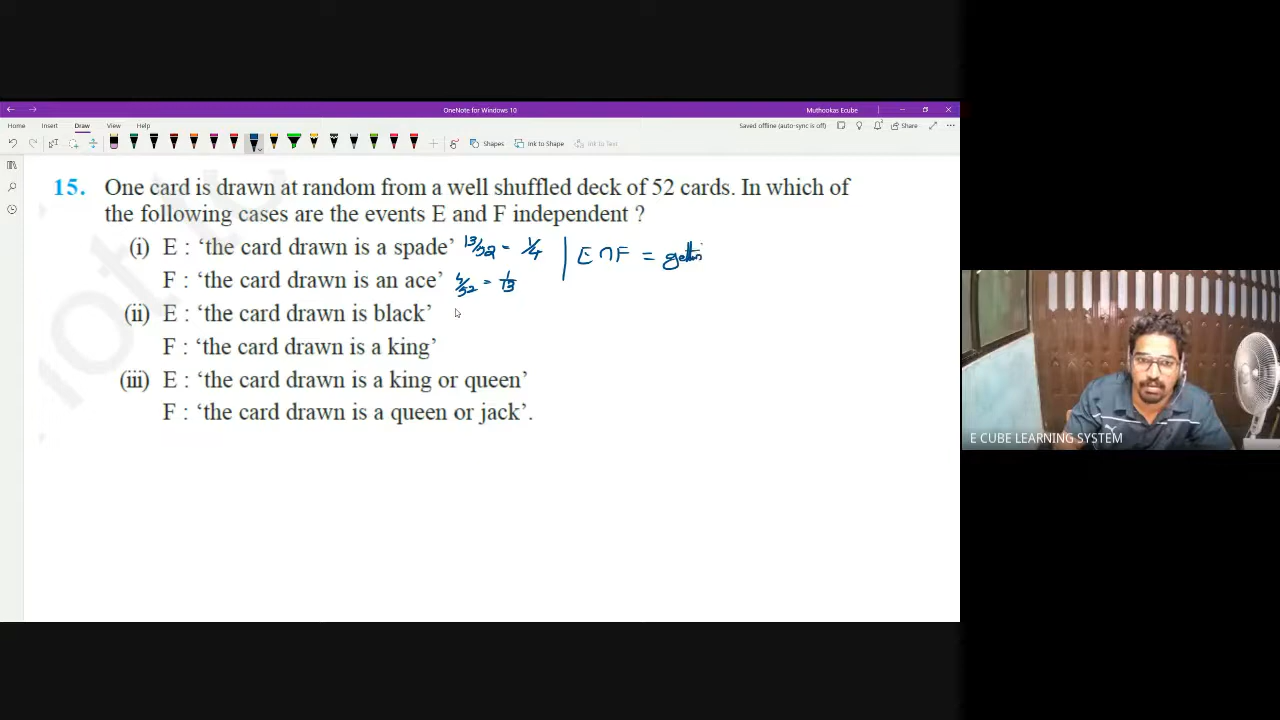 OneNote for Windows 10
Muthookas Ecube
Home Insert Draw View Help
Saved offline (auto-sync is off)
Share
Shapes
Ink to Shape
Ink to Text
15. One card is drawn at random from a well shuffled deck of 52 cards. In which of
the following cases are the events E and F independent ?
(i) E : ‘the card drawn is a spade’ 13/52 = 1/4 | E ∩ F =
F : ‘the card drawn is an ace’ 4/52 = 1/13
(ii) E : ‘the card drawn is black’
F : ‘the card drawn is a king’
(iii) E : ‘the card drawn is a king or queen’
F : ‘the card drawn is a queen or jack’.
not
E CUBE LEARNING SYSTEM